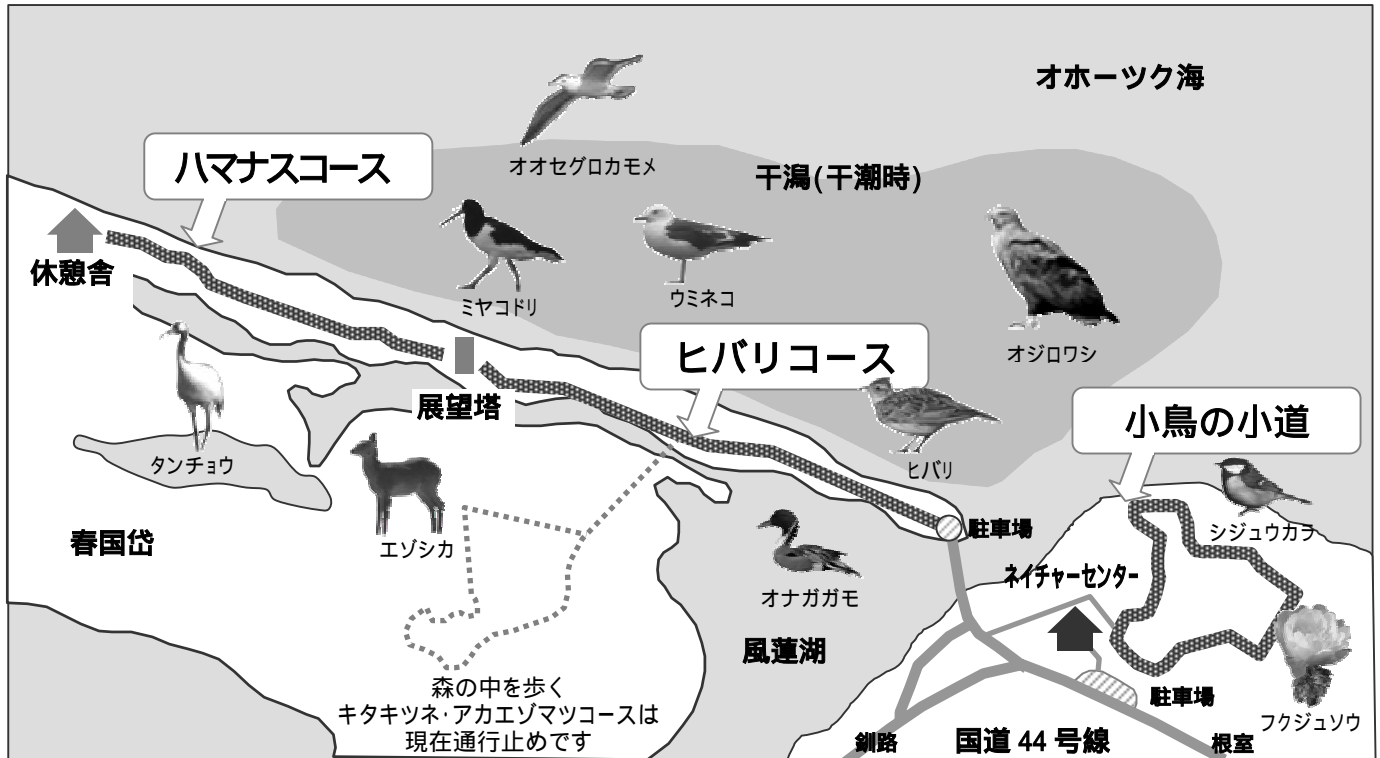 オホーツク海
オオセグロカモメ
ハマナスコース
干潟(干潮時)
休憩舎
ミヤコドリ
ウミネコ
オジロワシ
ヒバリコース
展望塔
小鳥の小道
タンチョウ
ヒバリ
シジュウカラ
春国岱
エゾシカ
駐車場
ネイチャーセンター
オナガガモ
風蓮湖
森の中を歩く
キタキツネ・アカエゾマツコースは
現在通行止めです
駐車場
フクジュソウ
釧路
国道 44 号線
根室